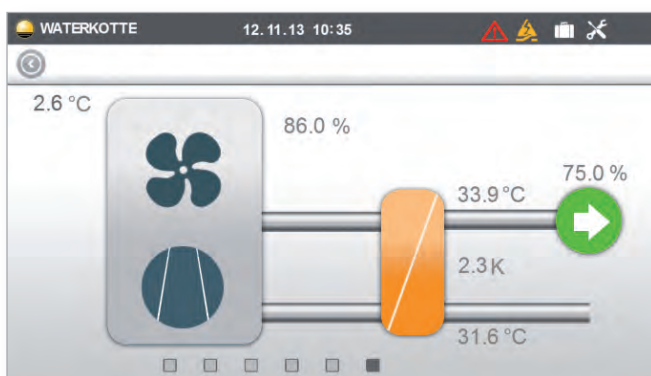 WATERKOTTE 12.11.13 10:35
2.6 °C
86.0 %
75.0 %
33.9 °C
2.3 K
31.6 °C